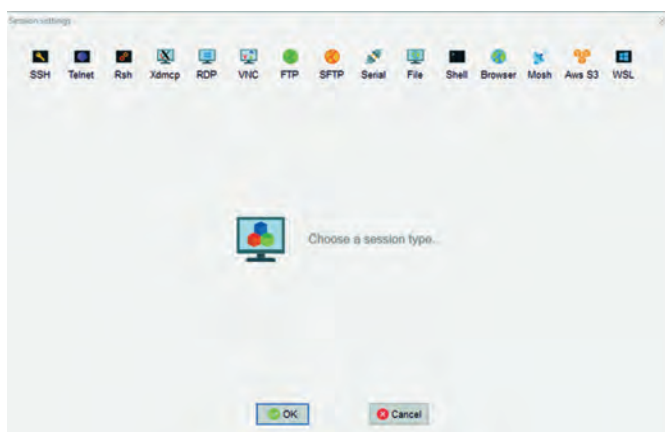 Session settings
SSH Telnet Rsh Xdmcp RDP VNC FTP SFTP Serial File Shell Browser Mosh Aws S3 WSL
Choose a session type...
OK Cancel